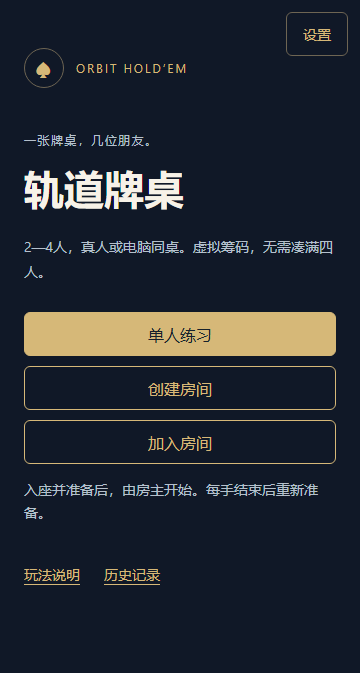 设置
ORBIT HOLD'EM
一张牌桌，几位朋友。
轨道牌桌
2—4人，真人或电脑同桌。虚拟筹码，无需凑满四
人。
单人练习
创建房间
加入房间
入座并准备后，由房主开始。每手结束后重新准
备。
玩法说明
历史记录